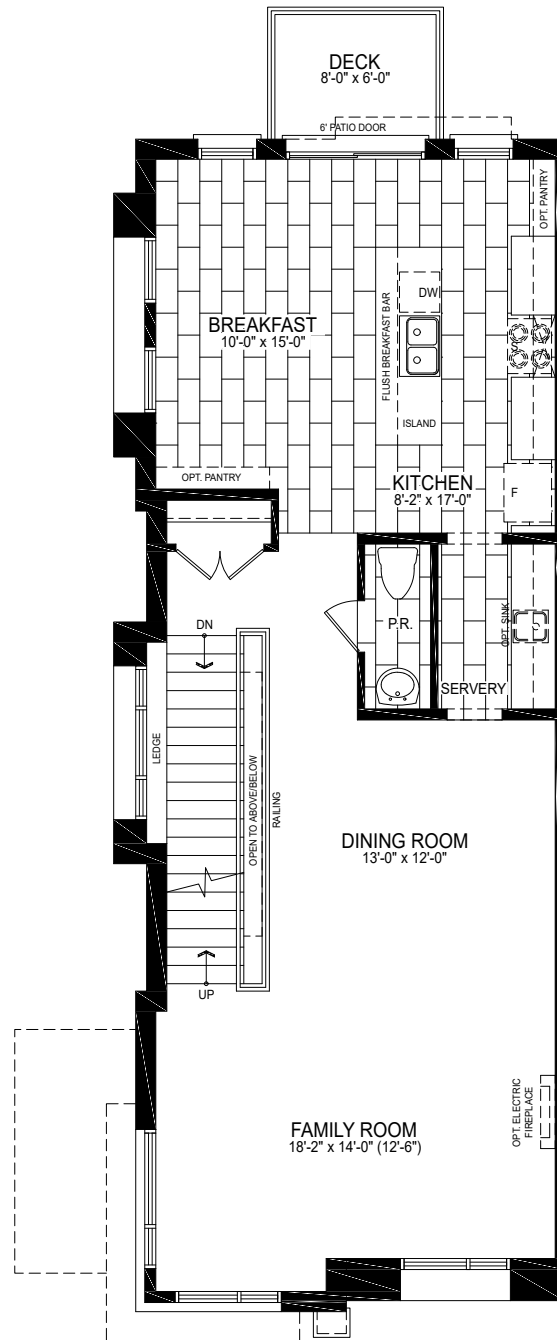 DECK
8'-0" x 6'-0"
6' PATIO DOOR
OPT. PANTRY
DW
FLUSH BREAKFAST BAR
BREAKFAST
10'-0" x 15'-0"
S
ISLAND
OPT. PANTRY
KITCHEN
8'-2" x 17'-0"
F
DN
P.R.
OPT. SINK
SERVERY
LEDGE
OPEN TO ABOVE/BELOW
RAILING
DINING ROOM
13'-0" x 12'-0"
UP
OPT. ELECTRIC
FIREPLACE
FAMILY ROOM
18'-2" x 14'-0" (12'-6")